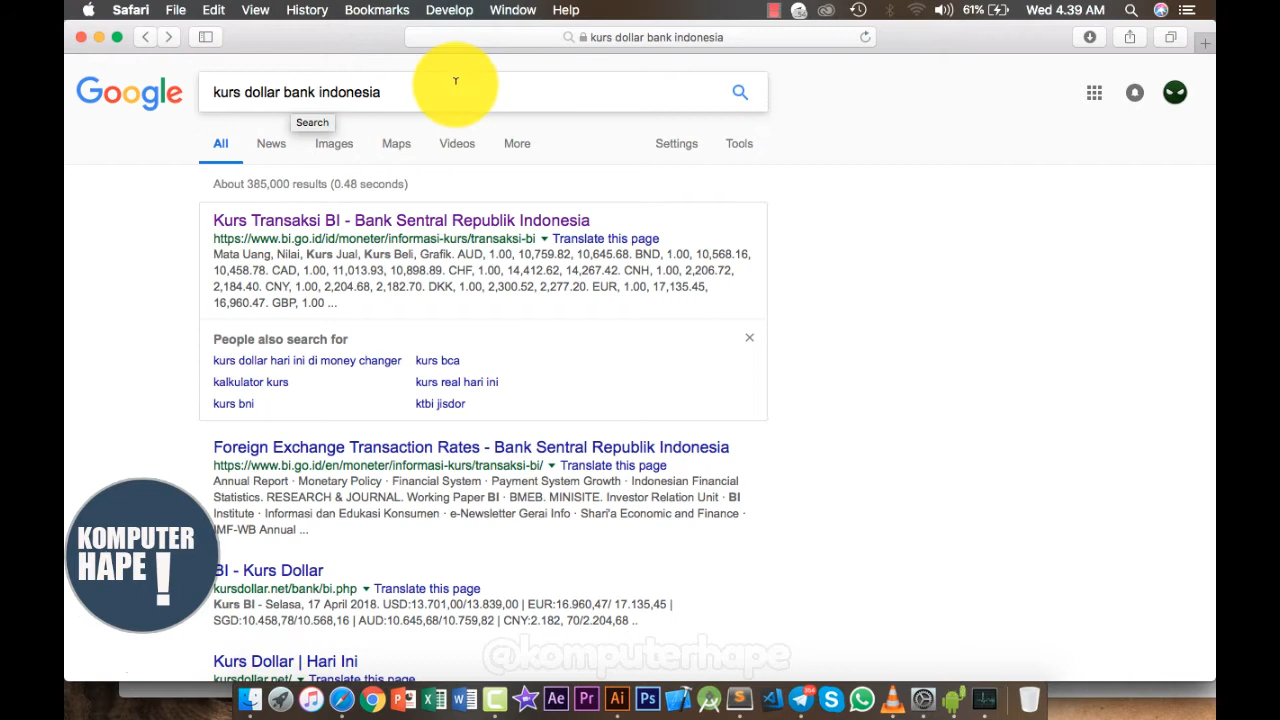 Safari File Edit View History Bookmarks Develop Window Help 61% Wed 4.39 AM
kurs dollar bank indonesia
Google kurs dollar bank indonesia
Search
All News Images Maps Videos More Settings Tools
About 385,000 results (0.48 seconds)
Kurs Transaksi BI - Bank Sentral Republik Indonesia
https://www.bi.go.id/id/moneter/informasi-kurs/transaksi-bi ▾ Translate this page
Mata Uang, Nilai, Kurs Jual, Kurs Beli, Grafik. AUD, 1.00, 10,759.82, 10,645.68. BND, 1.00, 10,568.16,
10,458.78. CAD, 1.00, 11,013.93, 10,898.89. CHF, 1.00, 14,412.62, 14,267.42. CNH, 1.00, 2,206.72,
2,184.40. CNY, 1.00, 2,204.68, 2,182.70. DKK, 1.00, 2,300.52, 2,277.20. EUR, 1.00, 17,135.45,
16,960.47. GBP, 1.00 ...
People also search for
kurs dollar hari ini di money changer kurs bca
kalkulator kurs kurs real hari ini
kurs bni ktbi jisdor
Foreign Exchange Transaction Rates - Bank Sentral Republik Indonesia
https://www.bi.go.id/en/moneter/informasi-kurs/transaksi-bi/ ▾ Translate this page
Annual Report · Monetary Policy · Financial System · Payment System Growth · Indonesian Financial
Statistics. RESEARCH & JOURNAL. Working Paper BI · BMEB. MINISITE. Investor Relation Unit · BI
Institute · Informasi dan Edukasi Konsumen · e-Newsletter Gerai Info · Shari'a Economic and Finance ·
IMF-WB Annual ...
BI - Kurs Dollar
kursdollar.net/bank/bi.php ▾ Translate this page
Kurs BI - Selasa, 17 April 2018. USD:13.701,00/13.839,00 | EUR:16.960,47/ 17.135,45 |
SGD:10.458,78/10.568,16 | AUD:10.645,68/10.759,82 | CNY:2.182, 70/2.204,68 ..
Kurs Dollar | Hari Ini
kursdollar.net/ ▾ Translate this page
KOMPUTER
HAPE!
@komputerhape
Ae Pr Ai Ps